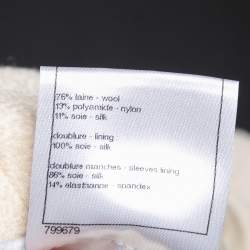 76% laine - wool
13% polyamide - nylon
11% soie - silk
doublure - lining :
100% soie - silk
doublure manches - sleeves lining
86% soie - silk
14% elasthanne - spandex
799679